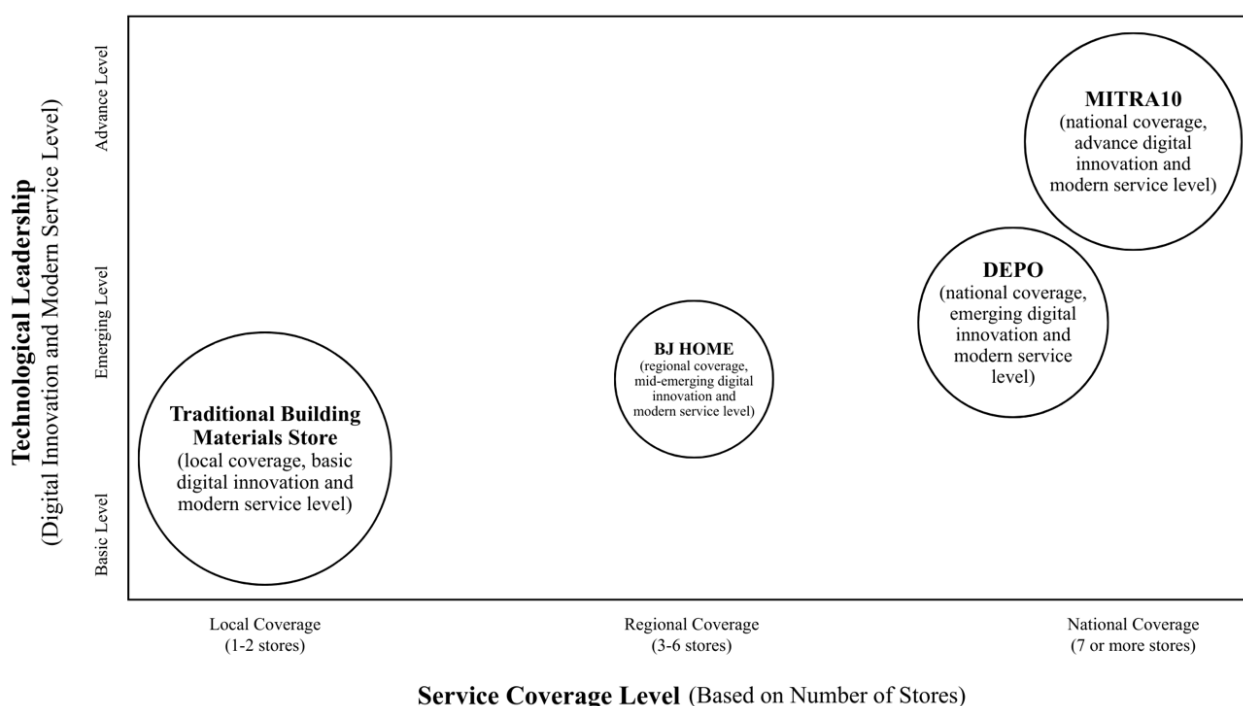 Technological Leadership
(Digital Innovation and Modern Service Level)
Advance Level
Emerging Level
Basic Level
MITRA10
(national coverage,
advance digital
innovation and
modern service level)
DEPO
(national coverage,
emerging digital
innovation and
modern service
level)
BJ HOME
(regional coverage,
mid-emerging digital
innovation and
modern service level)
Traditional Building
Materials Store
(local coverage, basic
digital innovation and
modern service level)
Local Coverage
(1-2 stores)
Regional Coverage
(3-6 stores)
National Coverage
(7 or more stores)
Service Coverage Level (Based on Number of Stores)